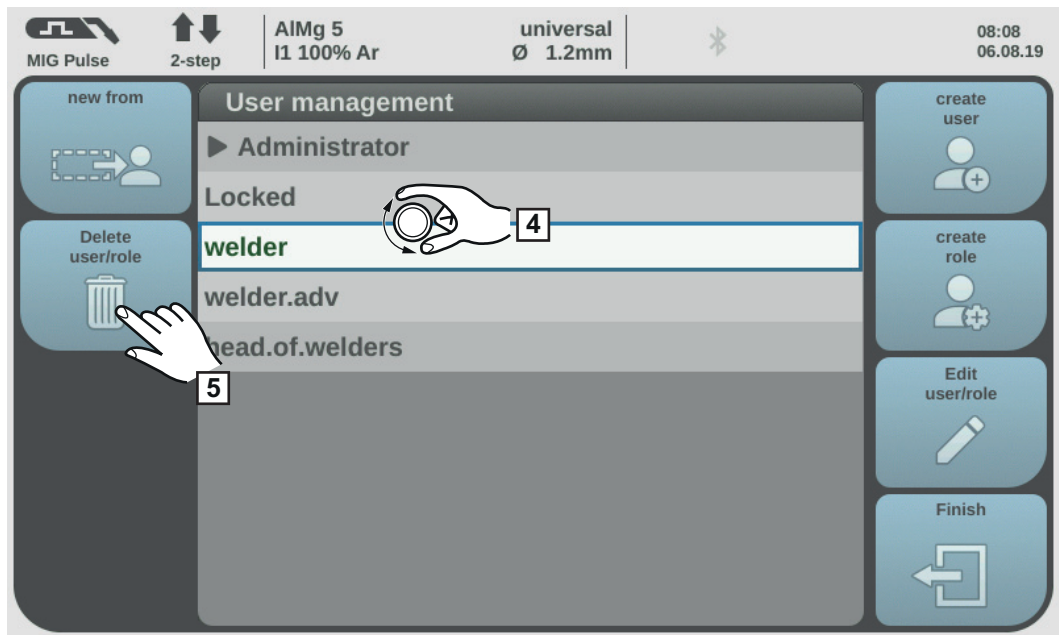 MIG Pulse
2-step
AlMg 5
I1 100% Ar
universal
Ø 1.2mm
08:08
06.08.19
new from
Delete
user/role
User management
Administrator
Locked
4
welder
welder.adv
head.of.welders
5
create
user
create
role
Edit
user/role
Finish